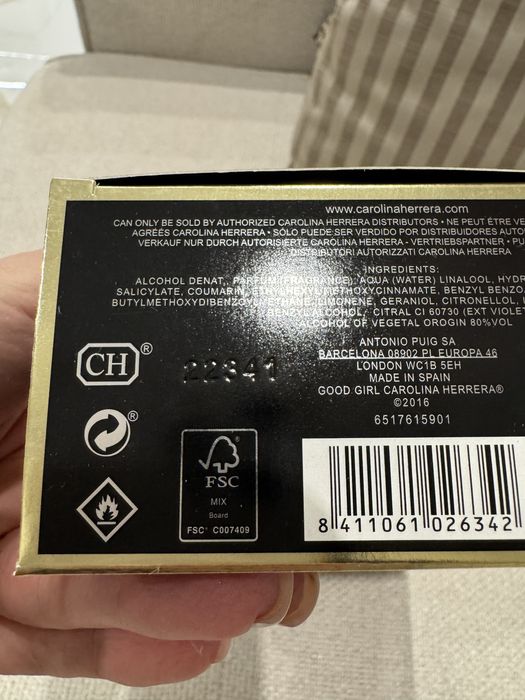 www.carolinaherrera.com
CAN ONLY BE SOLD BY AUTHORIZED CAROLINA HERRERA DISTRIBUTORS • NE PEUT ÊTRE VE
AGRÉÉS CAROLINA HERRERA • SÓLO PUEDE SER VERDIDO POR DISTRIBUIDORES AUTO
VERKAUF NUR DURCH AUTORISIERTE CAROLINA HERRERA - VERTRIEBSPARTNER • PU
DISTRIBUTORI AUTORIZZATI CAROLINA HERRERA
INGREDIENTS:
ALCOHOL DENAT, PARFUM (FRAGRANCE), AQUA (WATER) LINALOOL, HYDR
SALICYLATE, COUMARIN, ETHYLHEXYL METHOXYCINNAMATE, BENZYL BENZO
BUTYLMETHOXYDIBENZOYLMETHANE, LIMONENE, GERANIOL, CITRONELLOL,
BENZYL ALCOHOL, CITRAL CI 60730 (EXT VIOLET
ALCOHOL OF VEGETAL OROGIN 80%VOL
ANTONIO PUIG SA
BARCELONA 08902 PL EUROPA 46
LONDON WC1B 5EH
MADE IN SPAIN
GOOD GIRL CAROLINA HERRERA®
©2016
6517615901
CH®
22341
®
FSC
MIX
Board
FSC® C007409
8 411061 026342